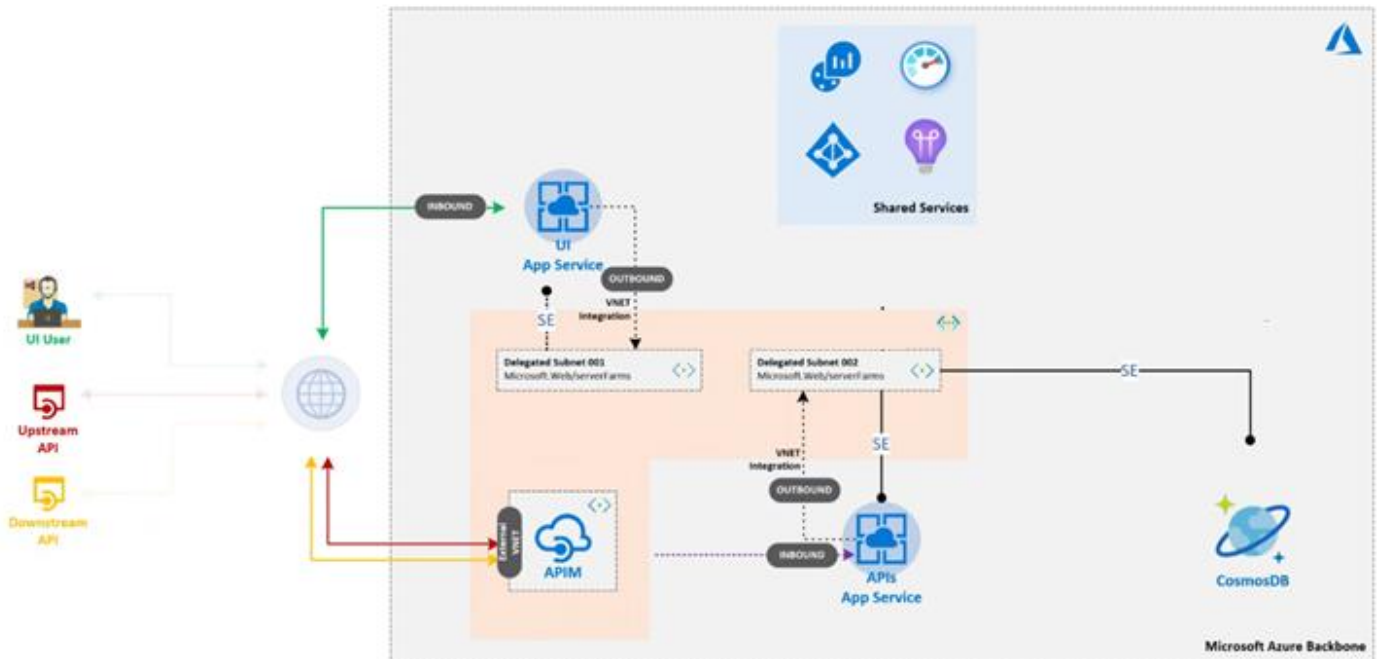 Shared Services
INBOUND
UI
App Service
OUTBOUND
VNET
Integration
SE
UI User
Delegated Subnet 001
Microsoft.Web/serverFarms
Delegated Subnet 002
Microsoft.Web/serverFarms
SE
Upstream
API
SE
VNET
Integration
OUTBOUND
Downstream
API
External
VNET
APIM
INBOUND
APIs
App Service
CosmosDB
Microsoft Azure Backbone